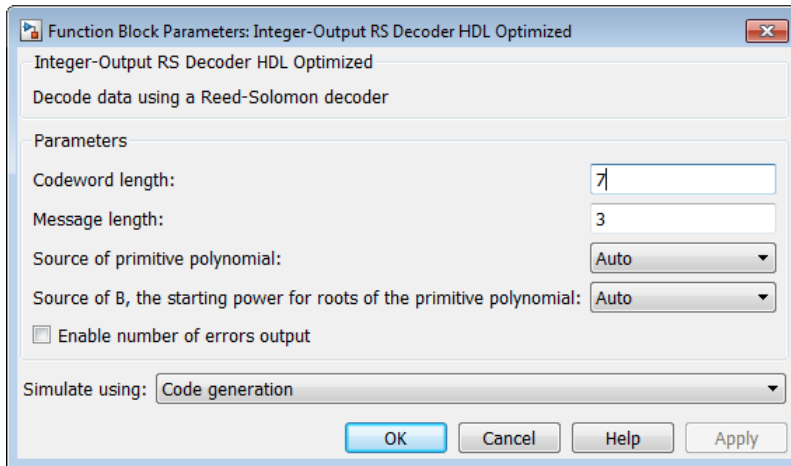 Function Block Parameters: Integer-Output RS Decoder HDL Optimized
Integer-Output RS Decoder HDL Optimized
Decode data using a Reed-Solomon decoder
Parameters
Codeword length: 7
Message length: 3
Source of primitive polynomial: Auto
Source of B, the starting power for roots of the primitive polynomial: Auto
Enable number of errors output
Simulate using: Code generation
OK Cancel Help Apply